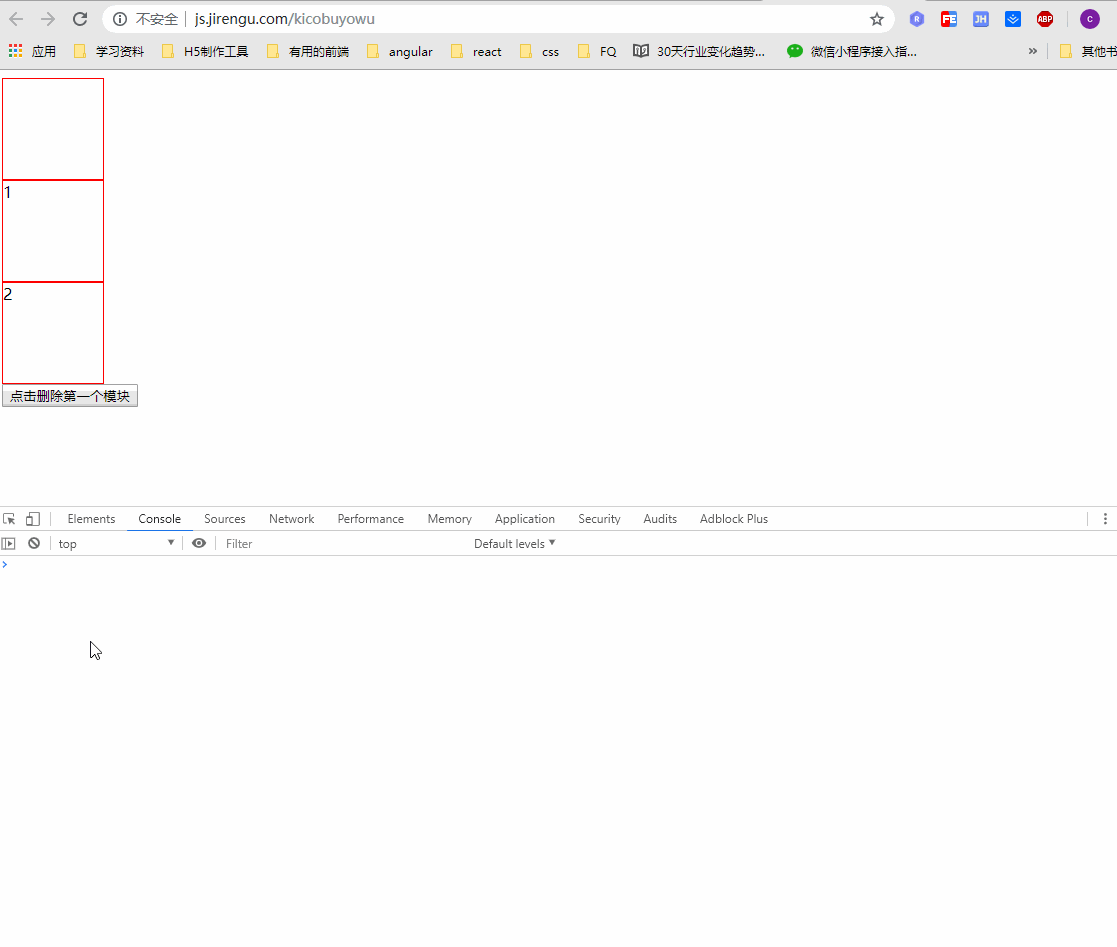 不安全 js.jirengu.com/kicobuyowu R FE JH ABP C
应用 学习资料 H5制作工具 有用的前端 angular react css FQ 30天行业变化趋势... 微信小程序接入指... » 其他书
1
2
点击删除第一个模块
Elements Console Sources Network Performance Memory Application Security Audits Adblock Plus
top Filter Default levels